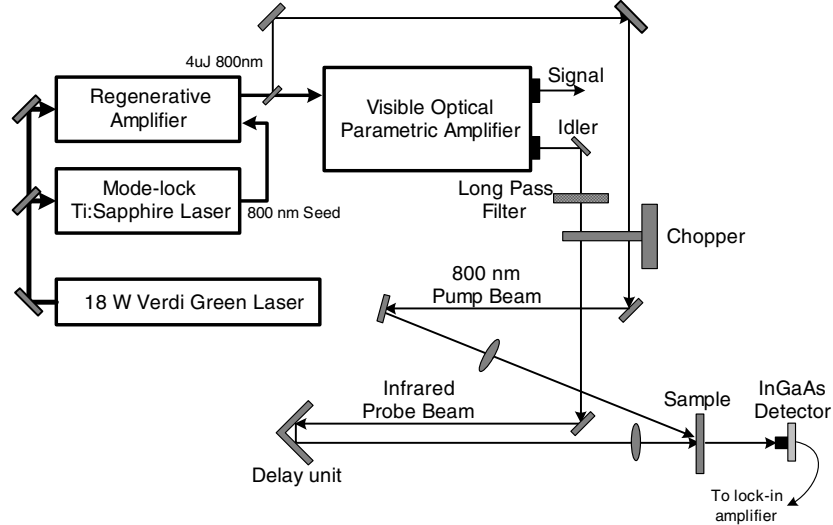 4uJ 800nm
Regenerative
Amplifier
Visible Optical
Parametric Amplifier
Signal
Idler
Mode-lock
Ti:Sapphire Laser
800 nm Seed
Long Pass
Filter
Chopper
18 W Verdi Green Laser
800 nm
Pump Beam
Infrared
Probe Beam
Sample
InGaAs
Detector
Delay unit
To lock-in
amplifier